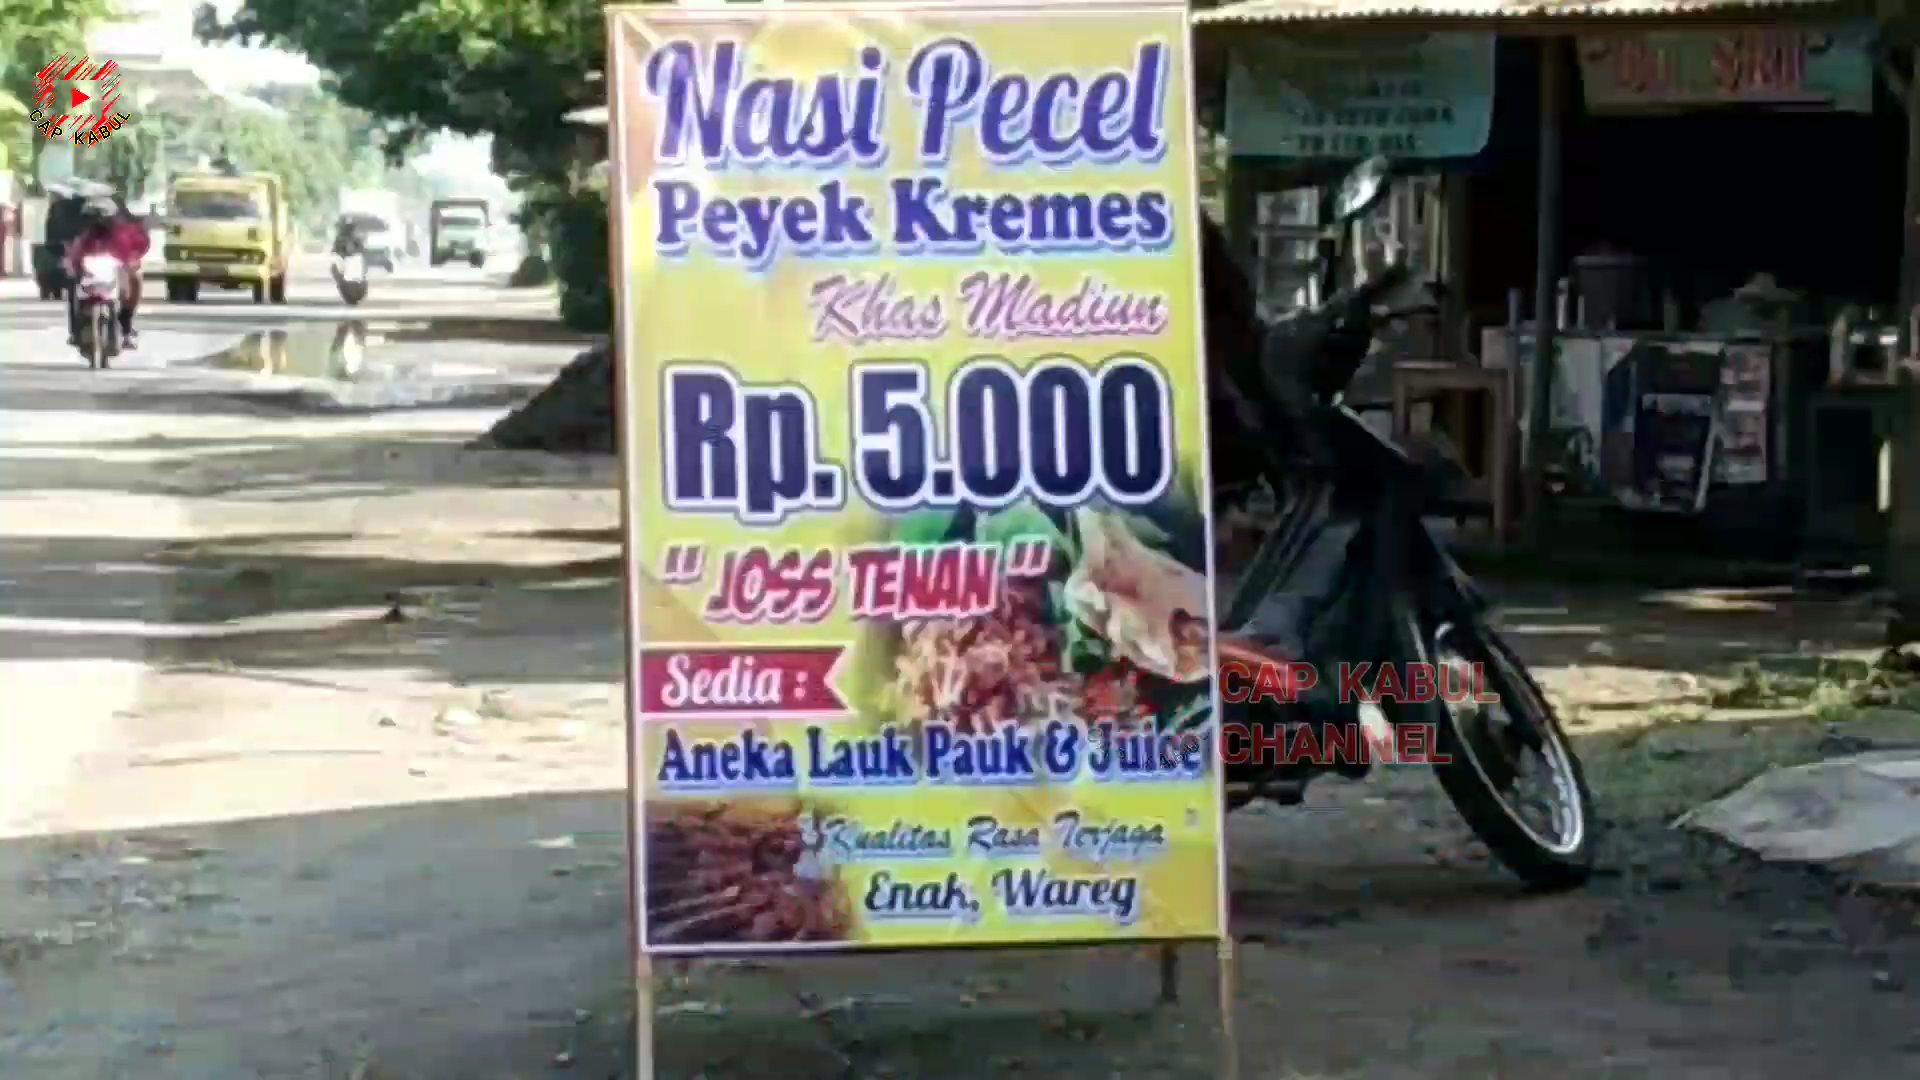 CAP KABUL
Nasi Pecel
Peyek Kremes
Khas Madiun
Rp. 5.000
" JOSS TENAN "
Sedia :
Aneka Lauk Pauk & Juice
Kualitas Rasa Terjaga
Enak, Wareg
CAP KABUL
CHANNEL